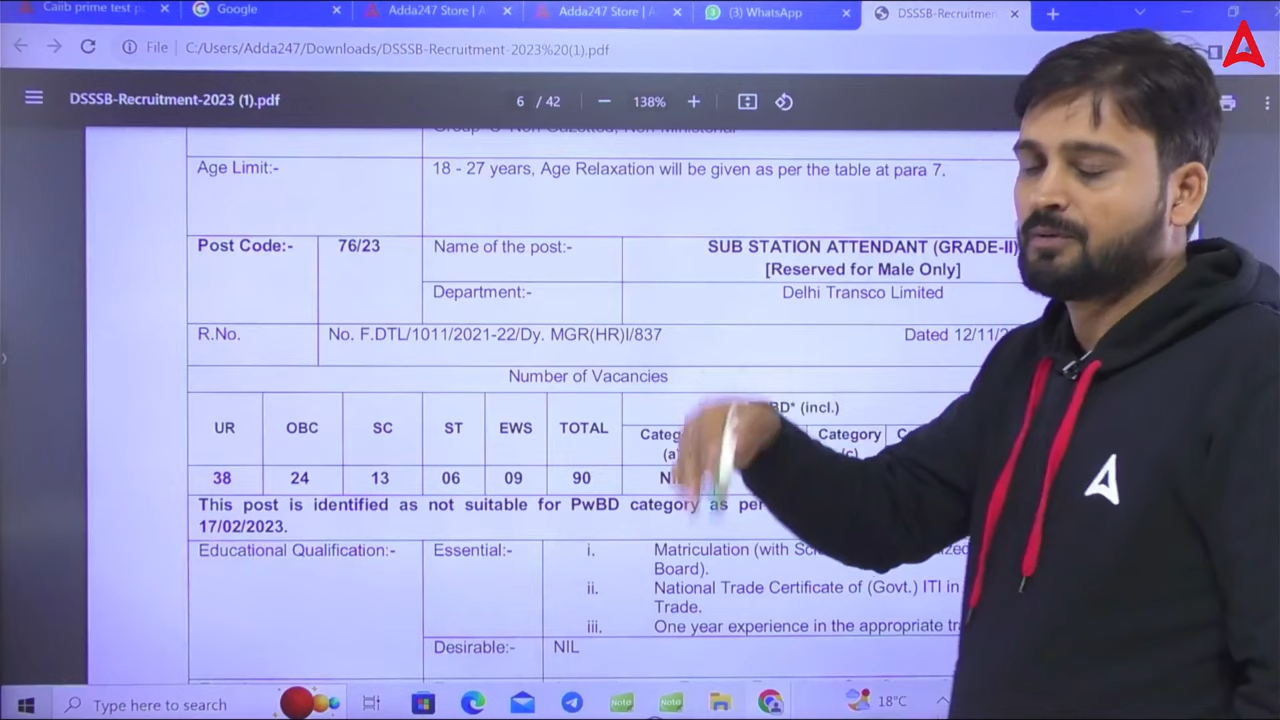 Caiib prime test p
Google
Adda247 Store | A
Adda247 Store | A
(3) WhatsApp
DSSSB-Recruitmen
File
C:/Users/Adda247/Downloads/DSSSB-Recruitment-2023%20(1).pdf
DSSSB-Recruitment-2023 (1).pdf
6 / 42
138%
Age Limit:-
18 - 27 years, Age Relaxation will be given as per the table at para 7.
Post Code:-
76/23
Name of the post:-
SUB STATION ATTENDANT (GRADE-II)
[Reserved for Male Only]
Department:-
Delhi Transco Limited
R.No.
No. F.DTL/1011/2021-22/Dy. MGR(HR)I/837
Dated 12/11/
Number of Vacancies
UR OBC SC ST EWS TOTAL
(incl.)
Category
(a)
Category
(c)
38 24 13 06 09 90
This post is identified as not suitable for PwBD category as per
17/02/2023.
Educational Qualification:-
Essential:-
i. Matriculation (with
Board).
ii. National Trade Certificate of (Govt.) ITI in
Trade.
iii. One year experience in the appropriate
Desirable:-
NIL
Type here to search
Note
Note
18°C